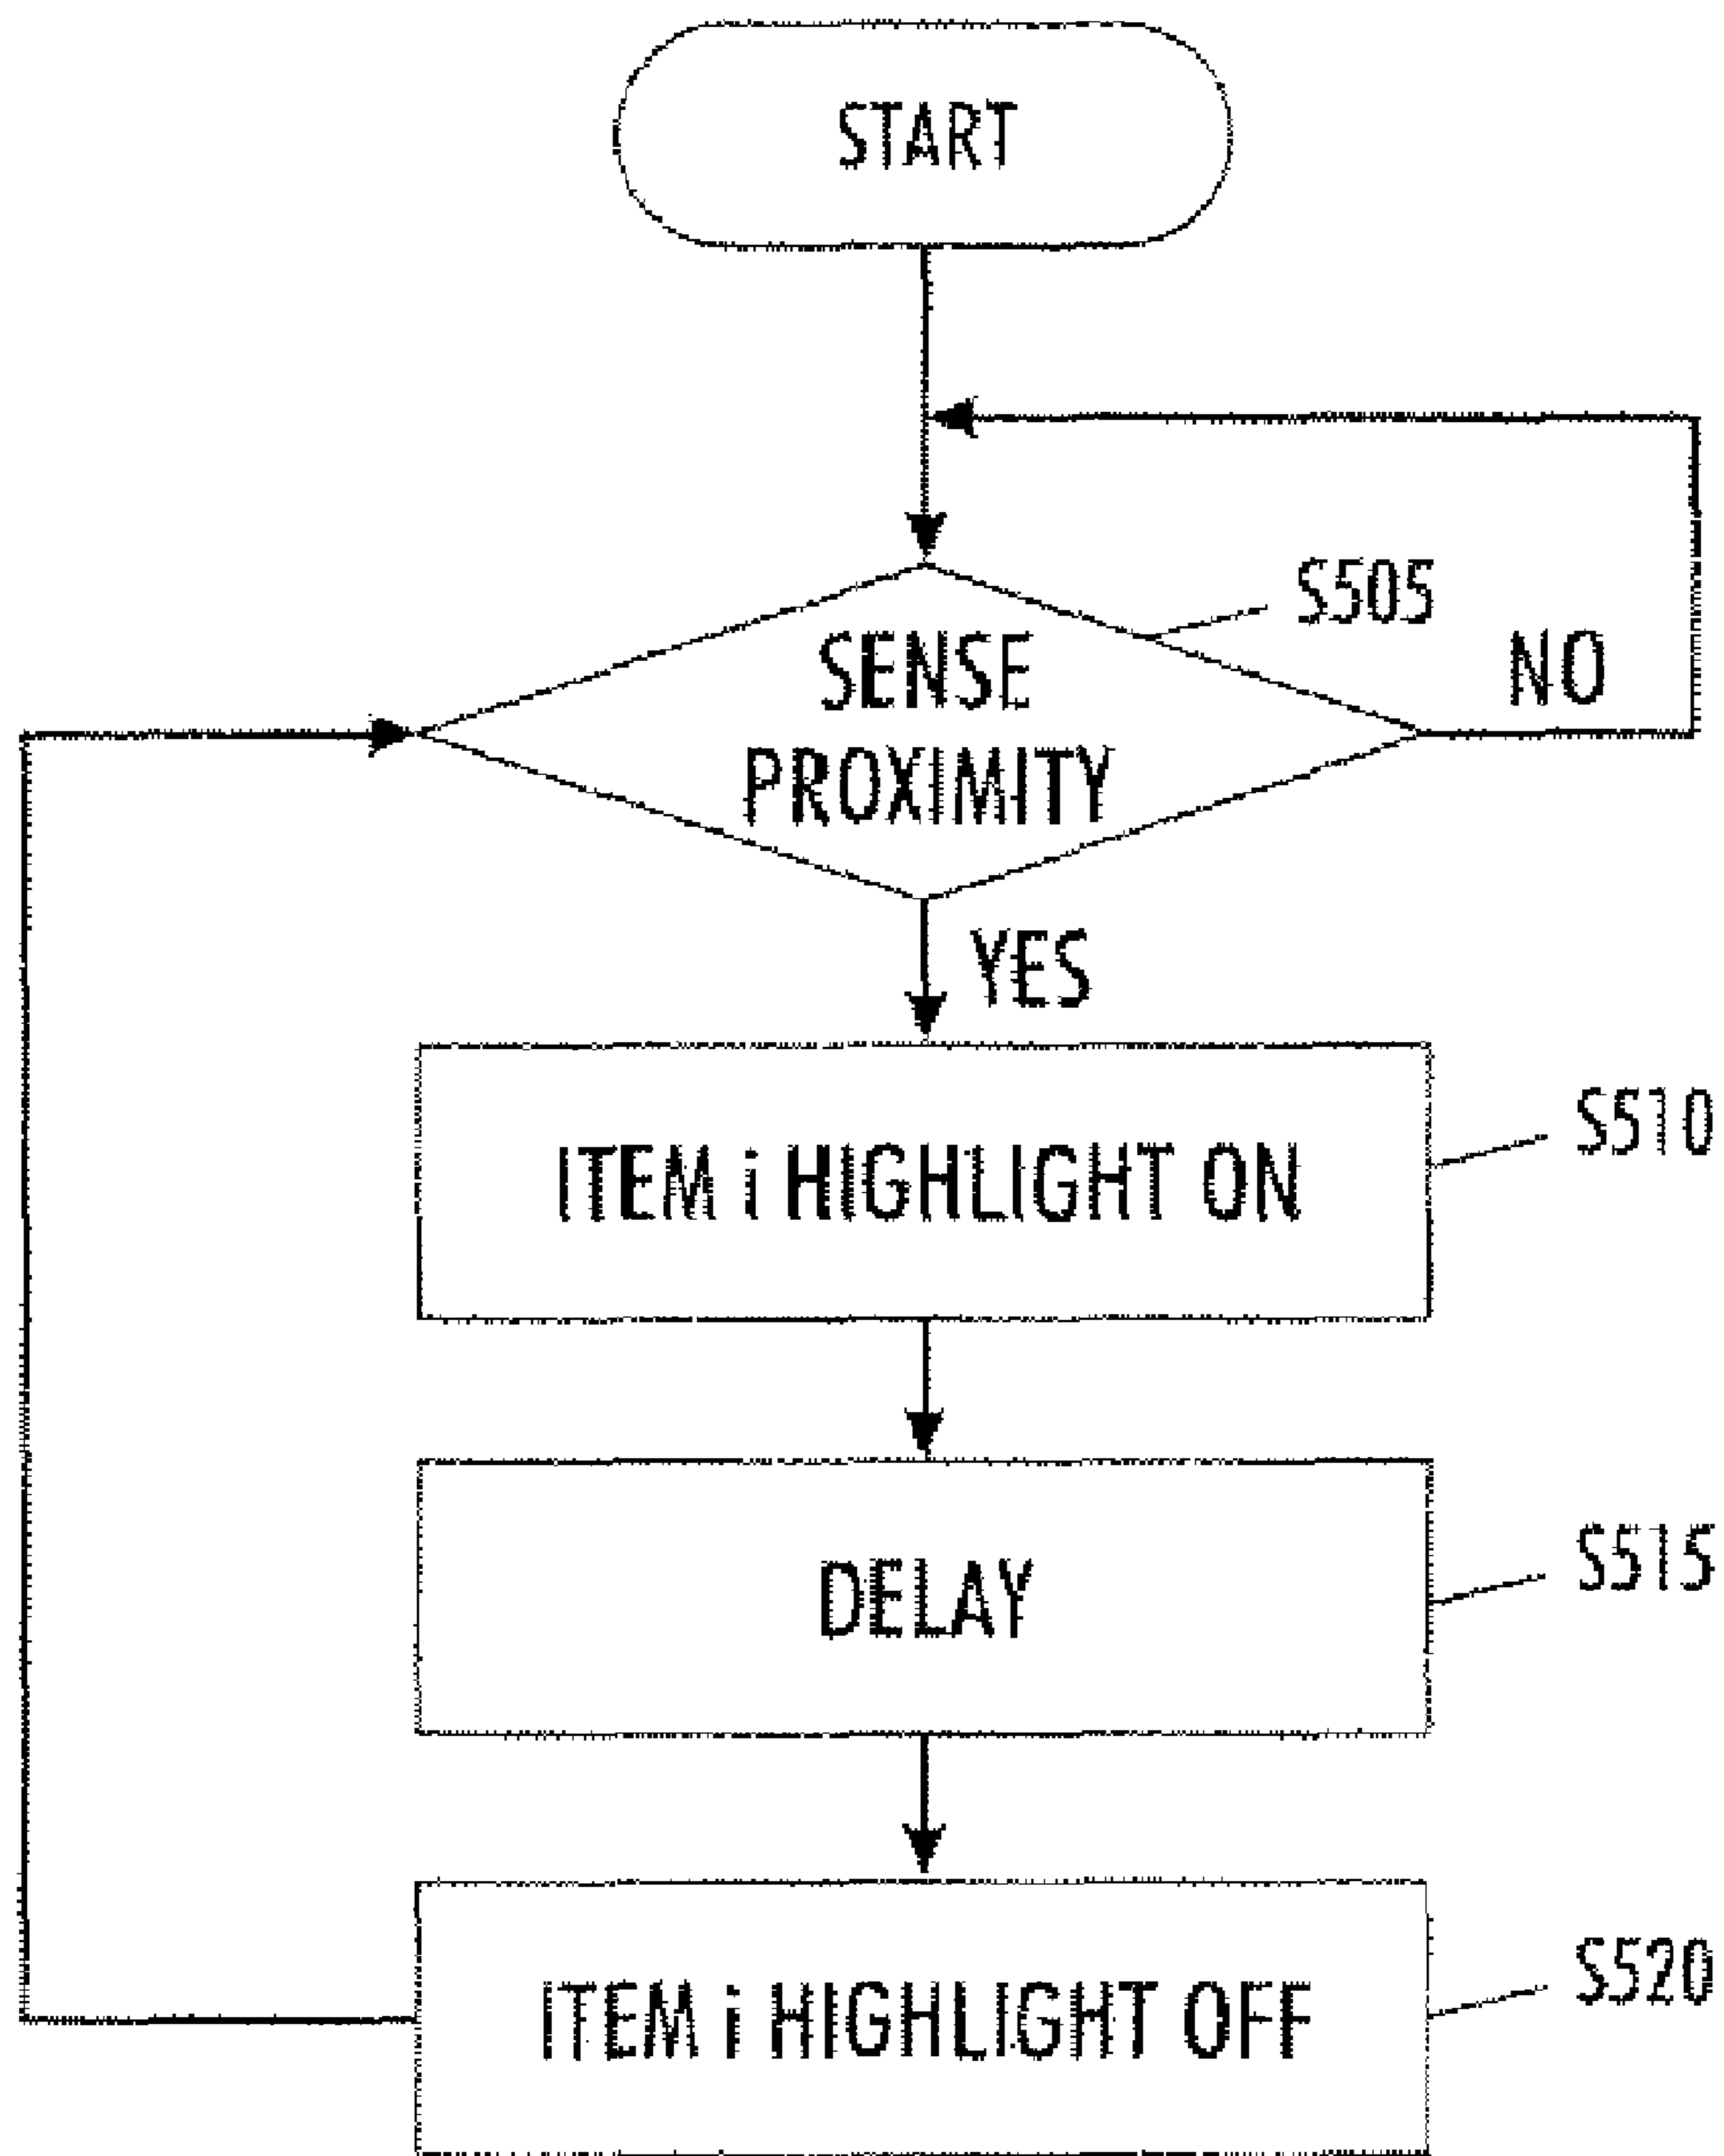 START
S505
NO
SENSE
PROXIMITY
YES
ITEM i HIGHLIGHT ON
S510
DELAY
S515
ITEM i HIGHLIGHT OFF
S520